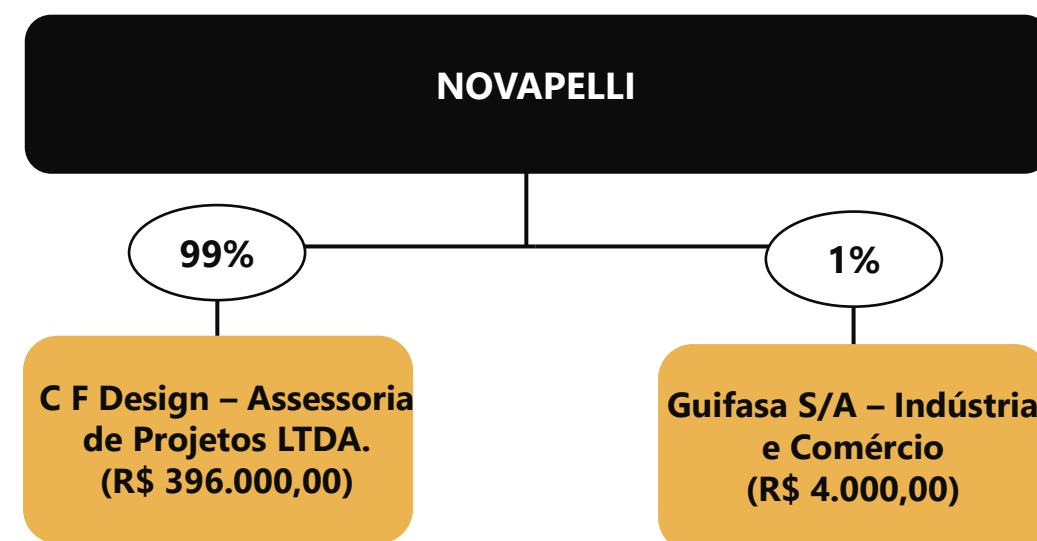 NOVAPELLI
99%
1%
C F Design – Assessoria
de Projetos LTDA.
(R$ 396.000,00)
Guifasa S/A – Indústria
e Comércio
(R$ 4.000,00)